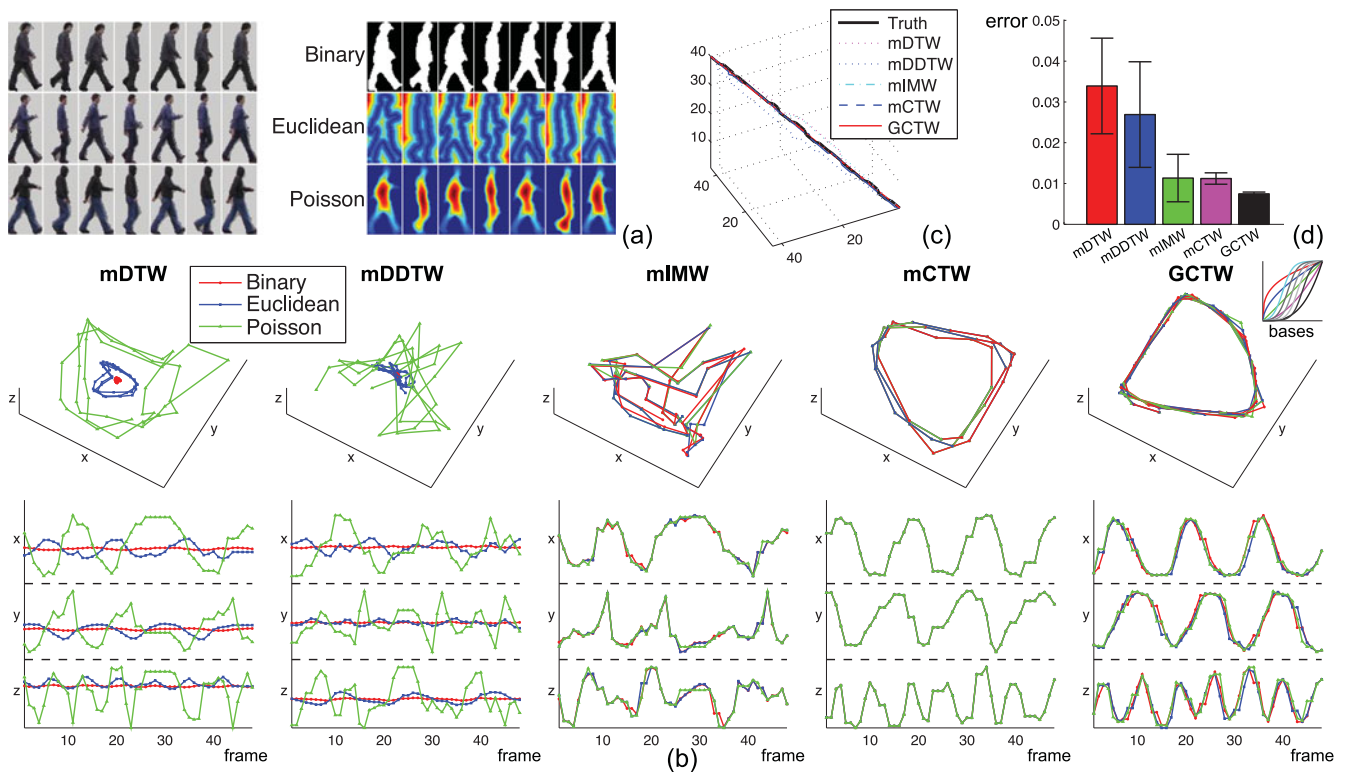 Binary
Euclidean
Poisson
(a)
40
30
20
10
40
20
40
20
Truth
mDTW
mDDTW
mIMW
mCTW
GCTW
(c)
error
0.05
0.04
0.03
0.02
0.01
0
mDTW
mDDTW
mIMW
mCTW
GCTW
(d)
mDTW
mDDTW
mIMW
mCTW
GCTW
Binary
Euclidean
Poisson
bases
z
x
y
z
x
y
z
x
y
z
x
y
z
x
y
x
y
z
10 20 30 40
frame
x
y
z
10 20 30 40
frame
x
y
z
10 20 30 40
frame
x
y
z
10 20 30 40
frame
x
y
z
10 20 30 40
frame
(b)